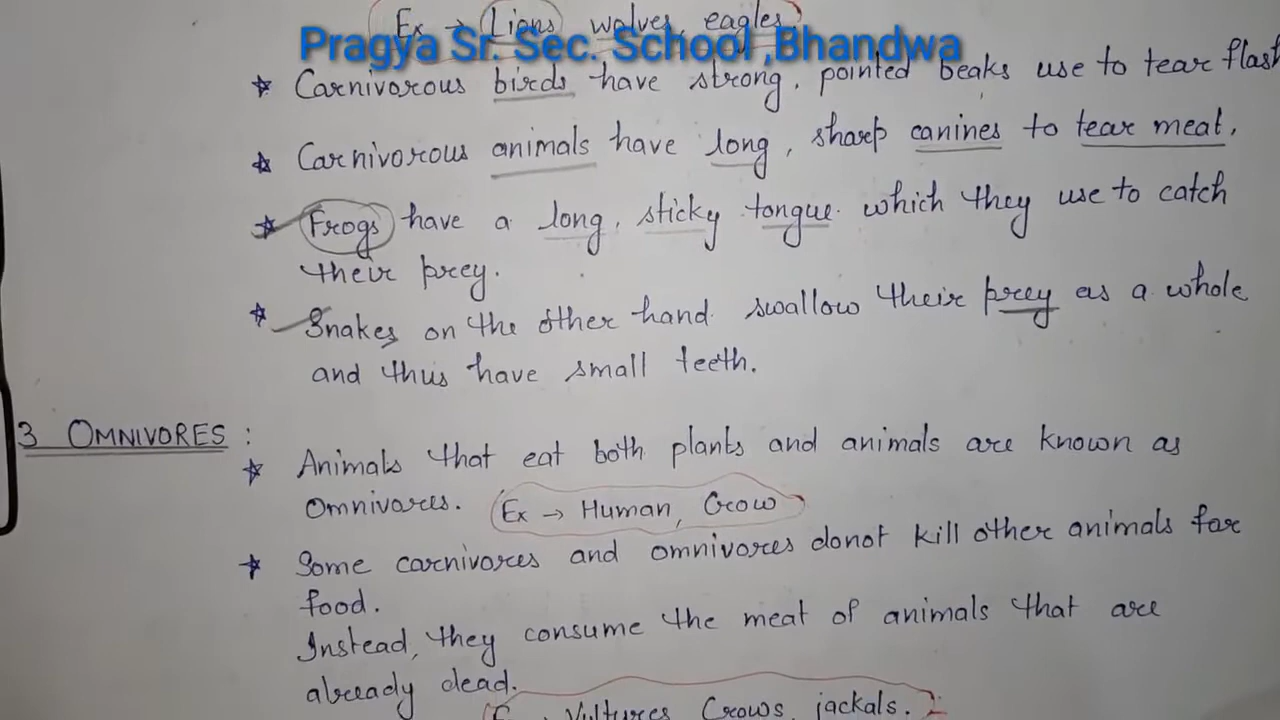 Ex → Lions wolves, eagles.
Pragya Sr. Sec. School ,Bhandwa
☆ Carnivorous birds have strong, pointed beaks use to tear flash
☆ Carnivorous animals have long, sharp canines to tear meat.
☆ Frogs have a long, sticky tongue which they use to catch
their prey.
☆ Snakes on the other hand swallow their prey as a whole
and thus have small teeth.
3 OMNIVORES :
☆ Animals that eat both plants and animals are known as
Omnivores. Ex → Human, Crow
☆ Some carnivores and omnivores donot kill other animals for
food.
Instead, they consume the meat of animals that are
already dead.
Vultures Crows, jackals.